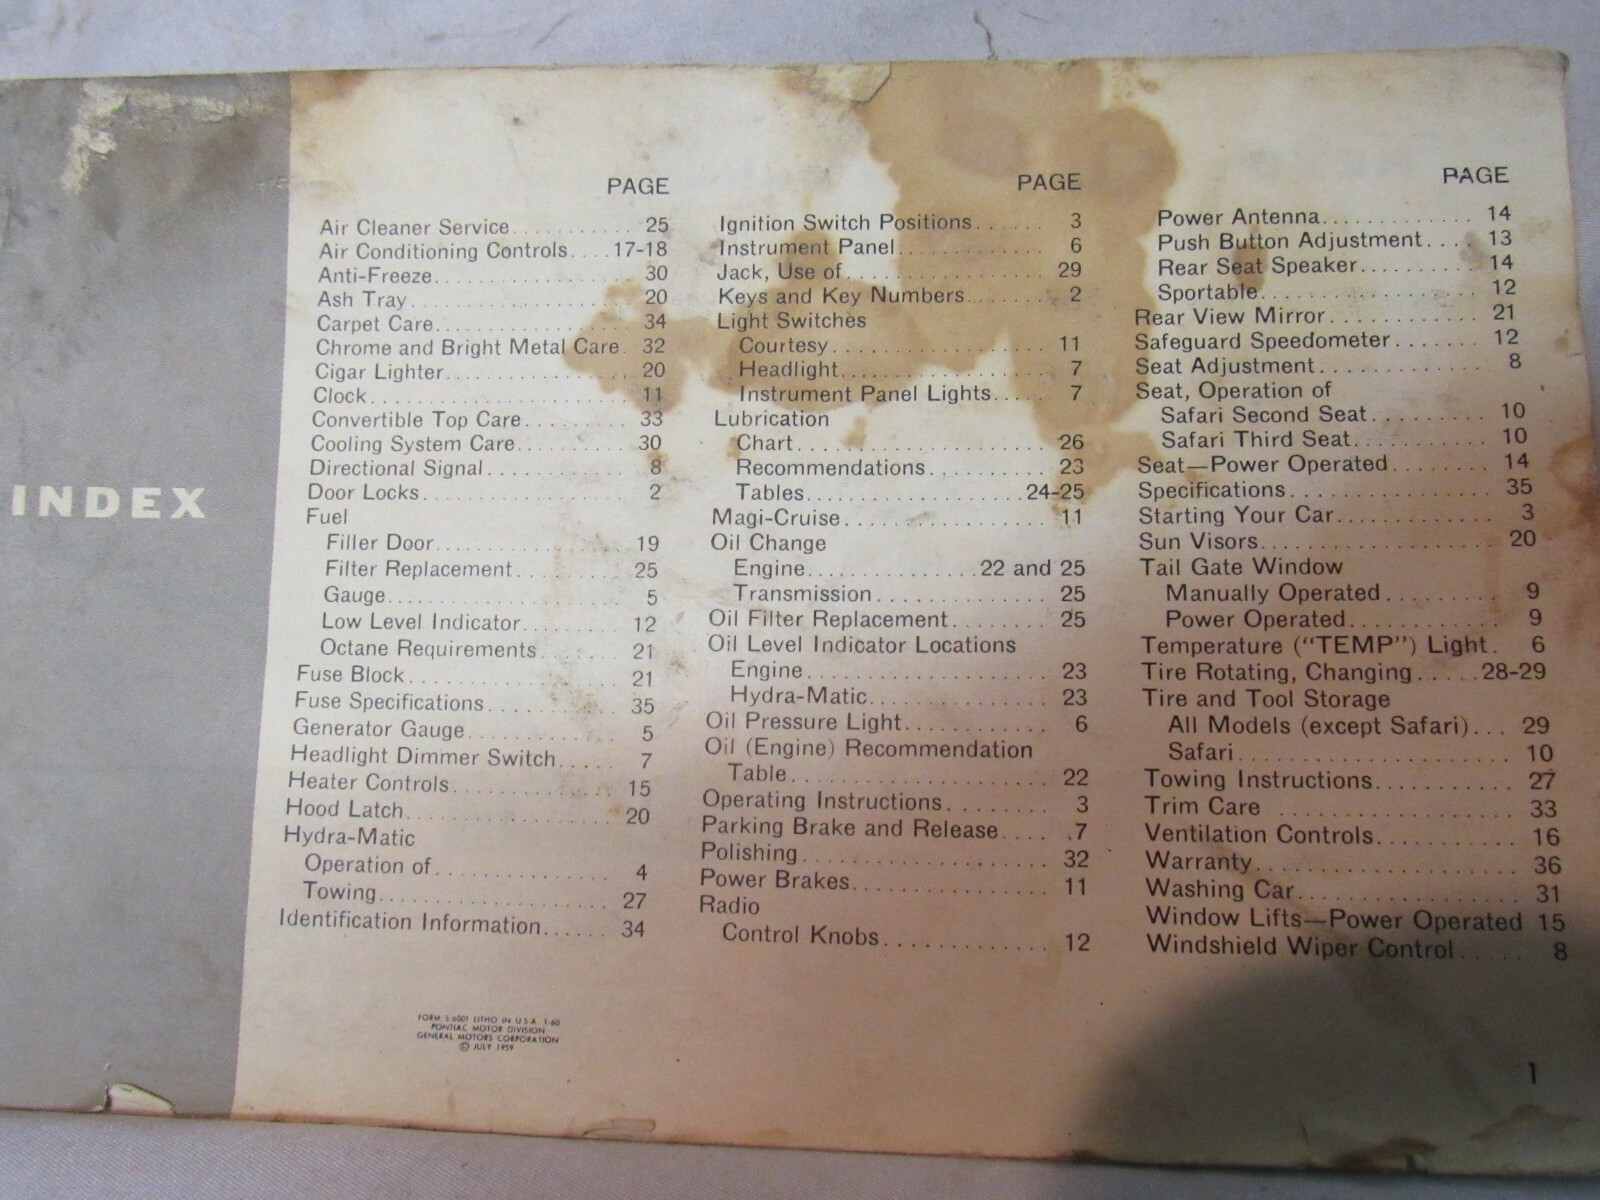 INDEX
PAGE
Air Cleaner Service........... 25
Air Conditioning Controls....17-18
Anti-Freeze.................... 30
Ash Tray...................... 20
Carpet Care................... 34
Chrome and Bright Metal Care. 32
Cigar Lighter................. 20
Clock......................... 11
Convertible Top Care.......... 33
Cooling System Care........... 30
Directional Signal............ 8
Door Locks.................... 2
Fuel
Filler Door................... 19
Filter Replacement............ 25
Gauge......................... 5
Low Level Indicator........... 12
Octane Requirements........... 21
Fuse Block.................... 21
Fuse Specifications........... 35
Generator Gauge............... 5
Headlight Dimmer Switch..... 7
Heater Controls............... 15
Hood Latch.................... 20
Hydra-Matic
Operation of.................. 4
Towing........................ 27
Identification Information...... 34
FORM S 6001 LITHO IN U.S.A. 1-60
PONTIAC MOTOR DIVISION
GENERAL MOTORS CORPORATION
© JULY 1959
PAGE
Ignition Switch Positions...... 3
Instrument Panel.............. 6
Jack, Use of.................. 29
Keys and Key Numbers........ 2
Light Switches
Courtesy...................... 11
Headlight..................... 7
Instrument Panel Lights..... 7
Lubrication
Chart......................... 26
Recommendations............. 23
Tables.....................24-25
Magi-Cruise................... 11
Oil Change
Engine...............22 and 25
Transmission.................. 25
Oil Filter Replacement........ 25
Oil Level Indicator Locations
Engine........................ 23
Hydra-Matic................... 23
Oil Pressure Light............ 6
Oil (Engine) Recommendation
Table......................... 22
Operating Instructions........ 3
Parking Brake and Release.... 7
Polishing..................... 32
Power Brakes.................. 11
Radio
Control Knobs................. 12
PAGE
Power Antenna............... 14
Push Button Adjustment.... 13
Rear Seat Speaker.......... 14
Sportable.................... 12
Rear View Mirror............ 21
Safeguard Speedometer....... 12
Seat Adjustment............. 8
Seat, Operation of
Safari Second Seat......... 10
Safari Third Seat........... 10
Seat—Power Operated........ 14
Specifications................ 35
Starting Your Car............ 3
Sun Visors................... 20
Tail Gate Window
Manually Operated......... 9
Power Operated............ 9
Temperature (“TEMP”) Light. 6
Tire Rotating, Changing.....28-29
Tire and Tool Storage
All Models (except Safari)... 29
Safari...................... 10
Towing Instructions.......... 27
Trim Care .................. 33
Ventilation Controls.......... 16
Warranty.................... 36
Washing Car................. 31
Window Lifts—Power Operated 15
Windshield Wiper Control..... 8
1